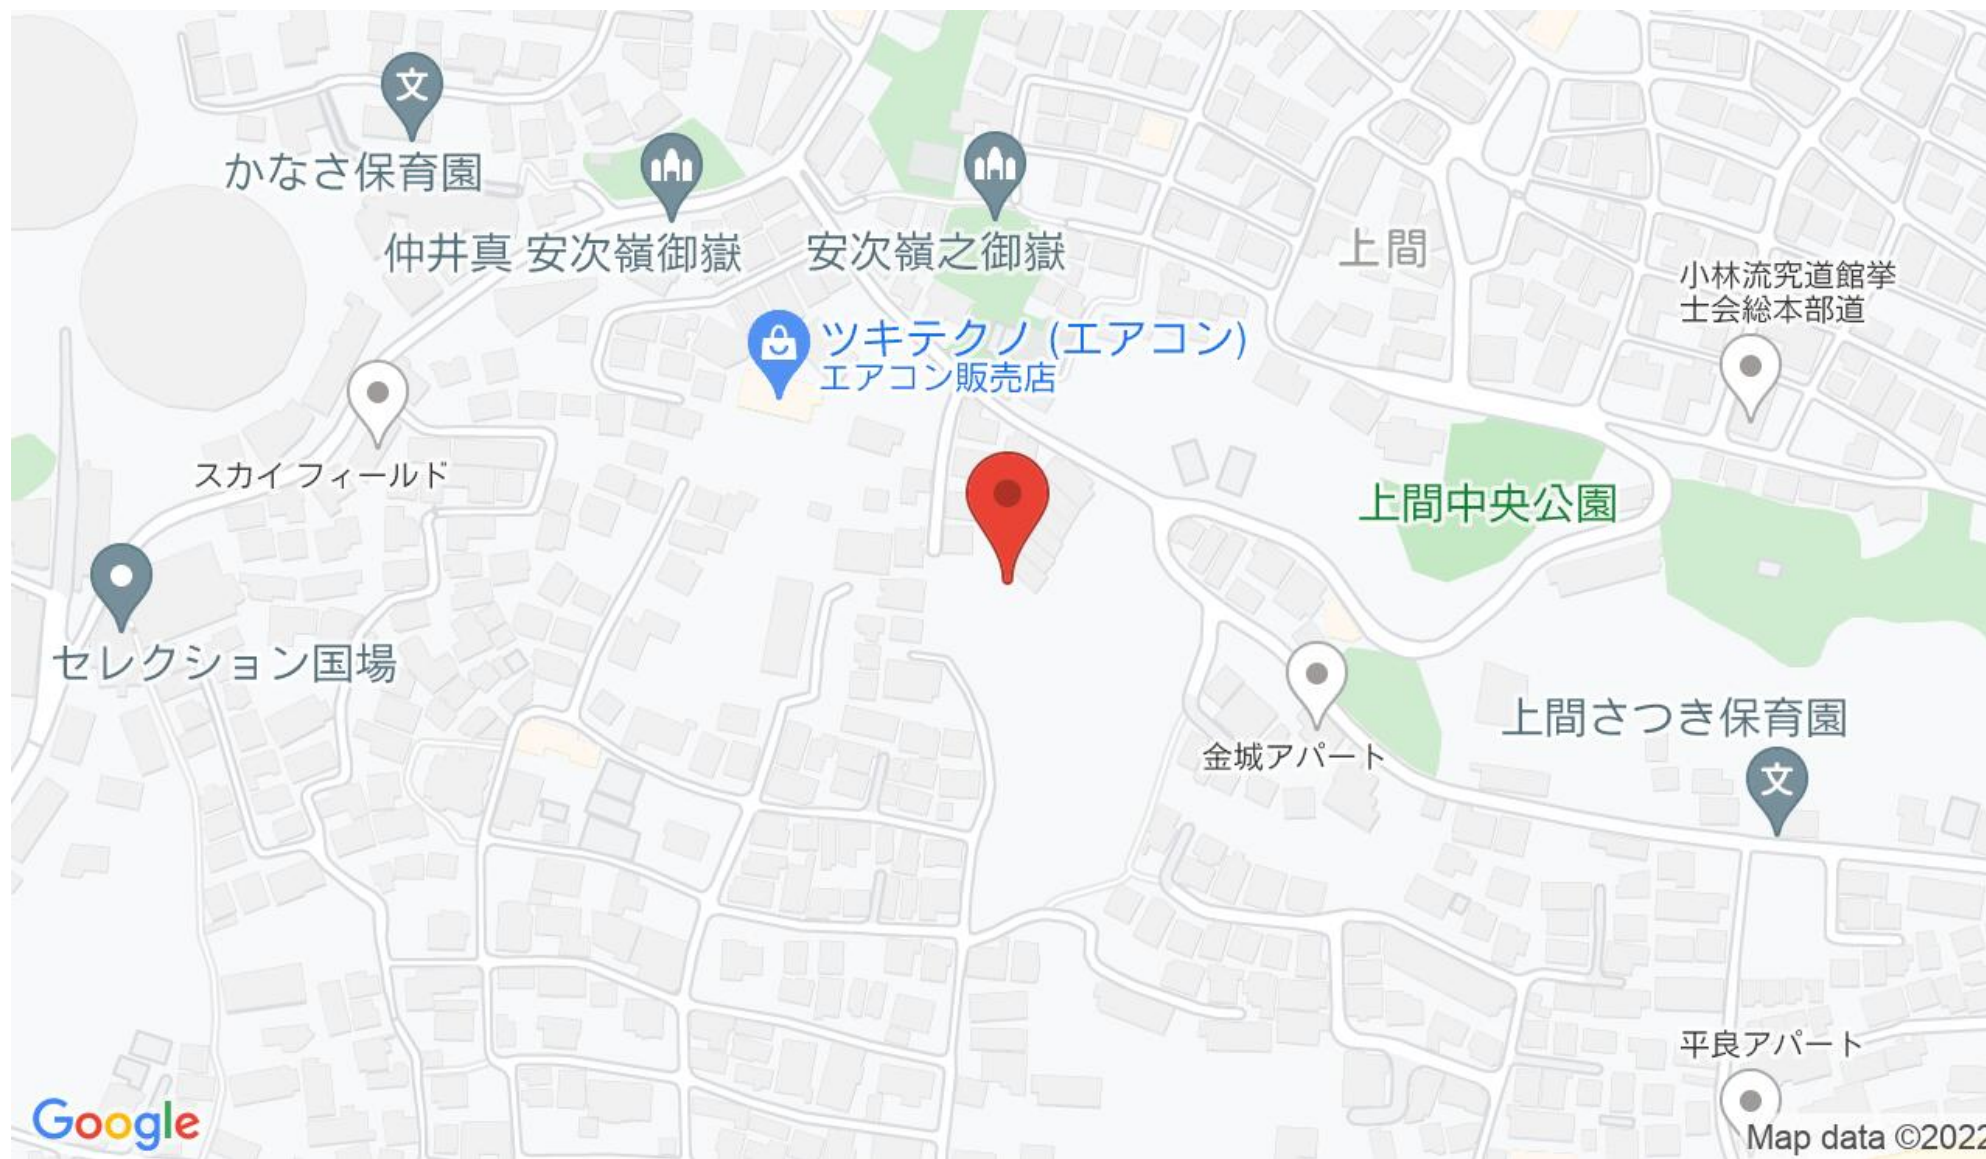 かなさ保育園
仲井真 安次嶺御嶽
安次嶺之御嶽
上間
小林流究道館挙
士会総本部道
ツキテクノ (エアコン)
エアコン販売店
スカイ フィールド
上間中央公園
セレクション国場
上間さつき保育園
金城アパート
平良アパート
Google
Map data ©2022